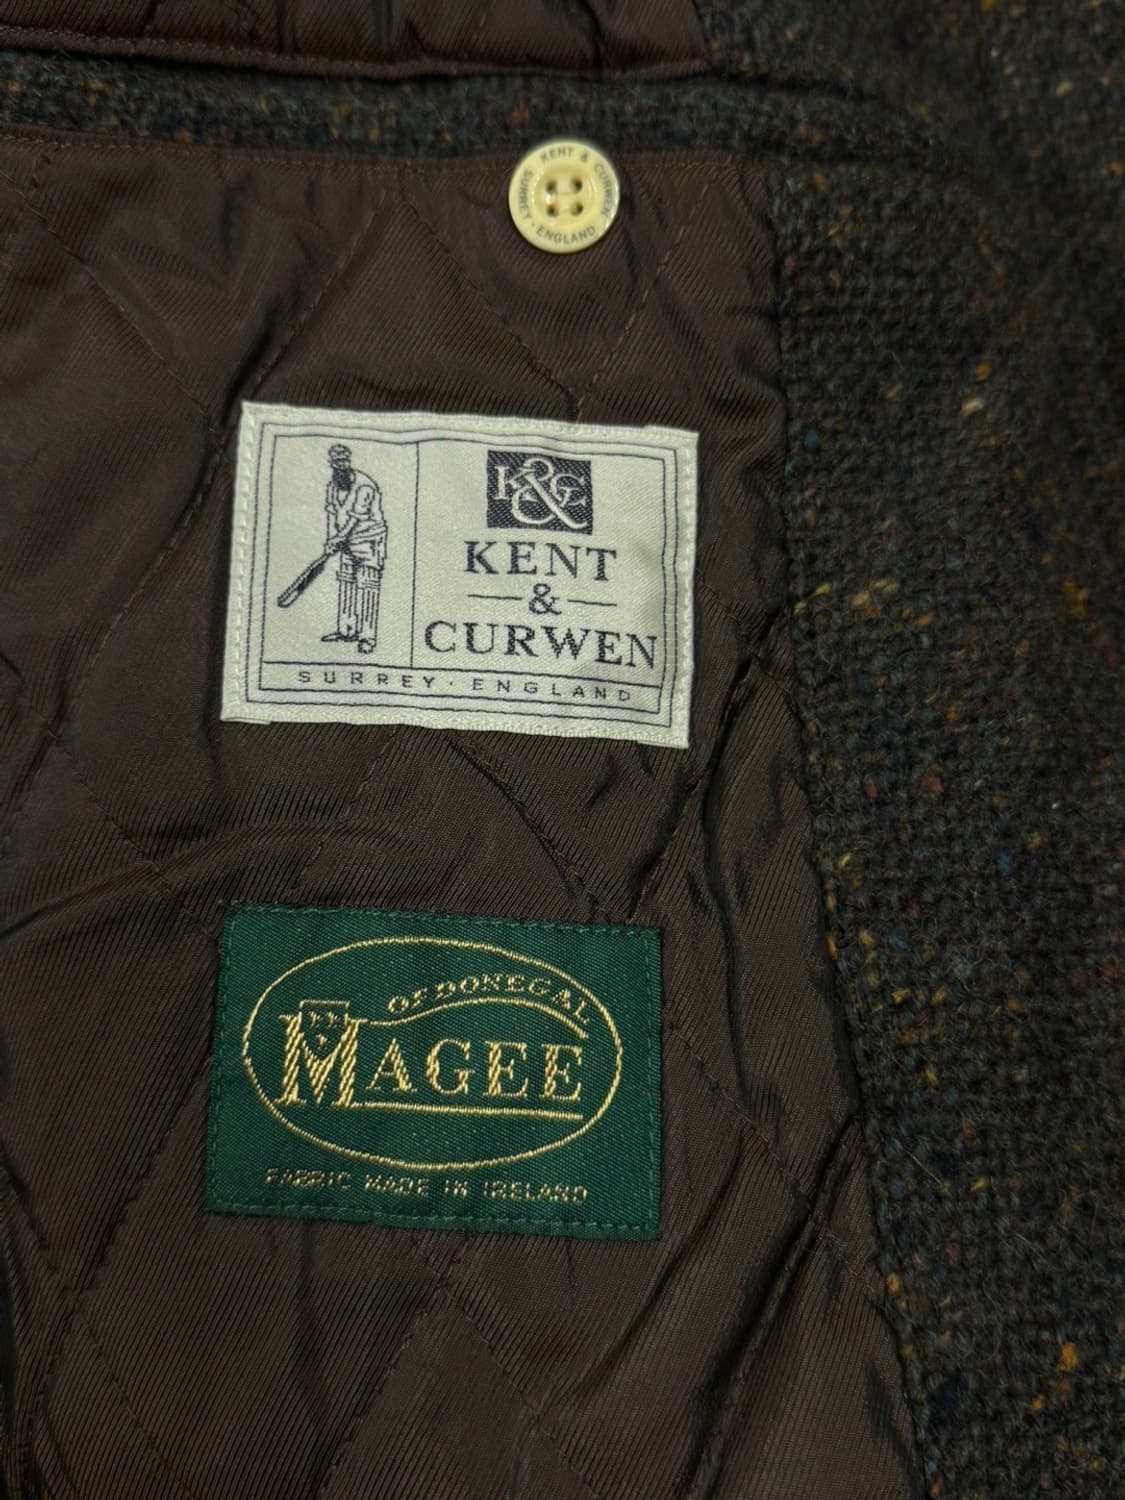 KENT & CURWEN
SURREY · ENGLAND
K&C
KENT
&
CURWEN
SURREY · ENGLAND
OF DONEGAL
MAGEE
FABRIC MADE IN IRELAND